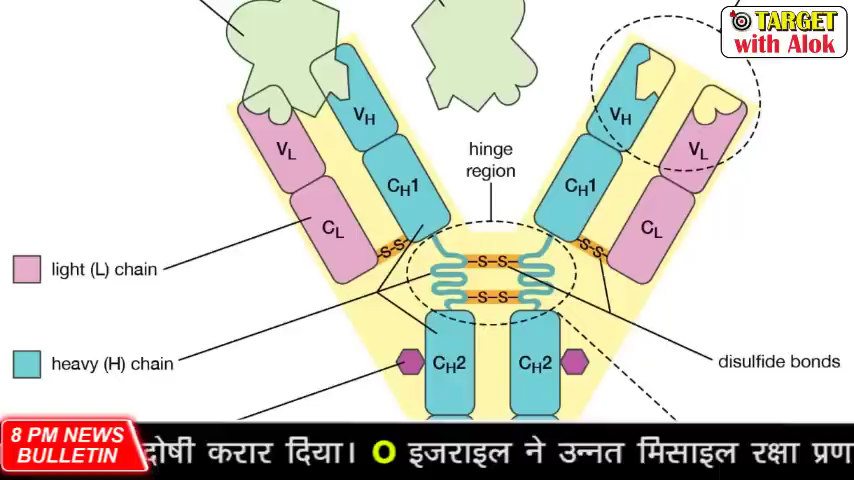 TARGET
with Alok
VH
VH
VL
VL
hinge
region
CH1
CH1
CL
CL
S-S
S-S
light (L) chain
S-S
S-S
heavy (H) chain
CH2
CH2
disulfide bonds
8 PM NEWS
BULLETIN
दोषी करार दिया। O इजराइल ने उन्नत मिसाइल रक्षा प्रण